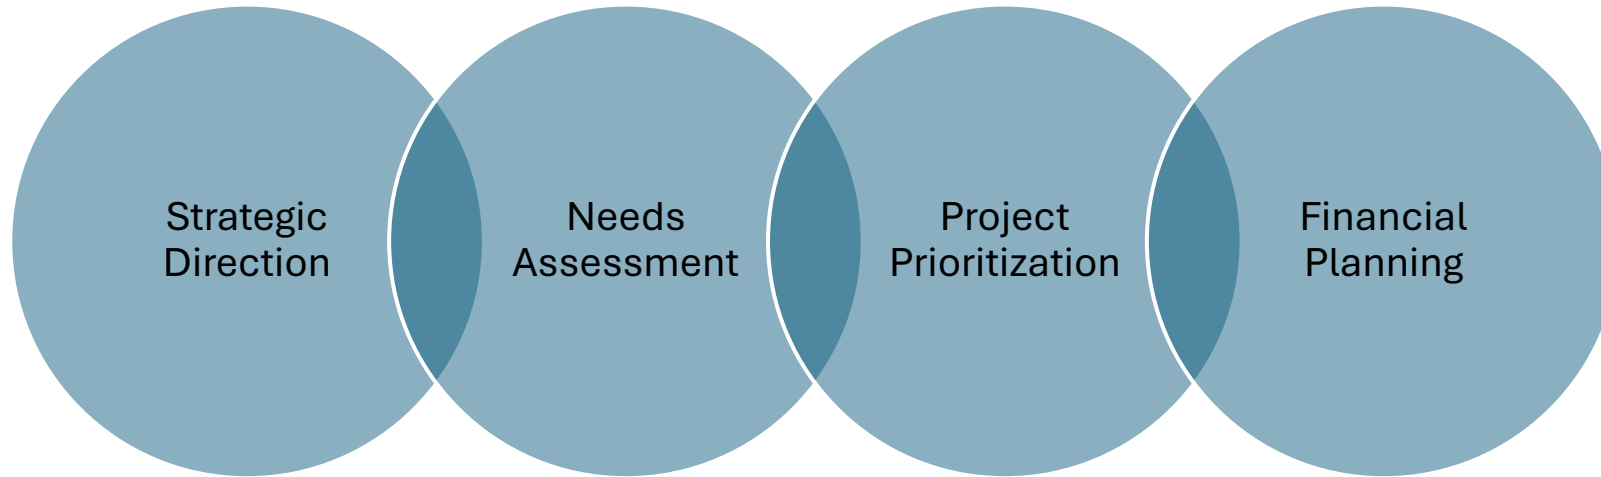 Strategic
Direction
Needs
Assessment
Project
Prioritization
Financial
Planning